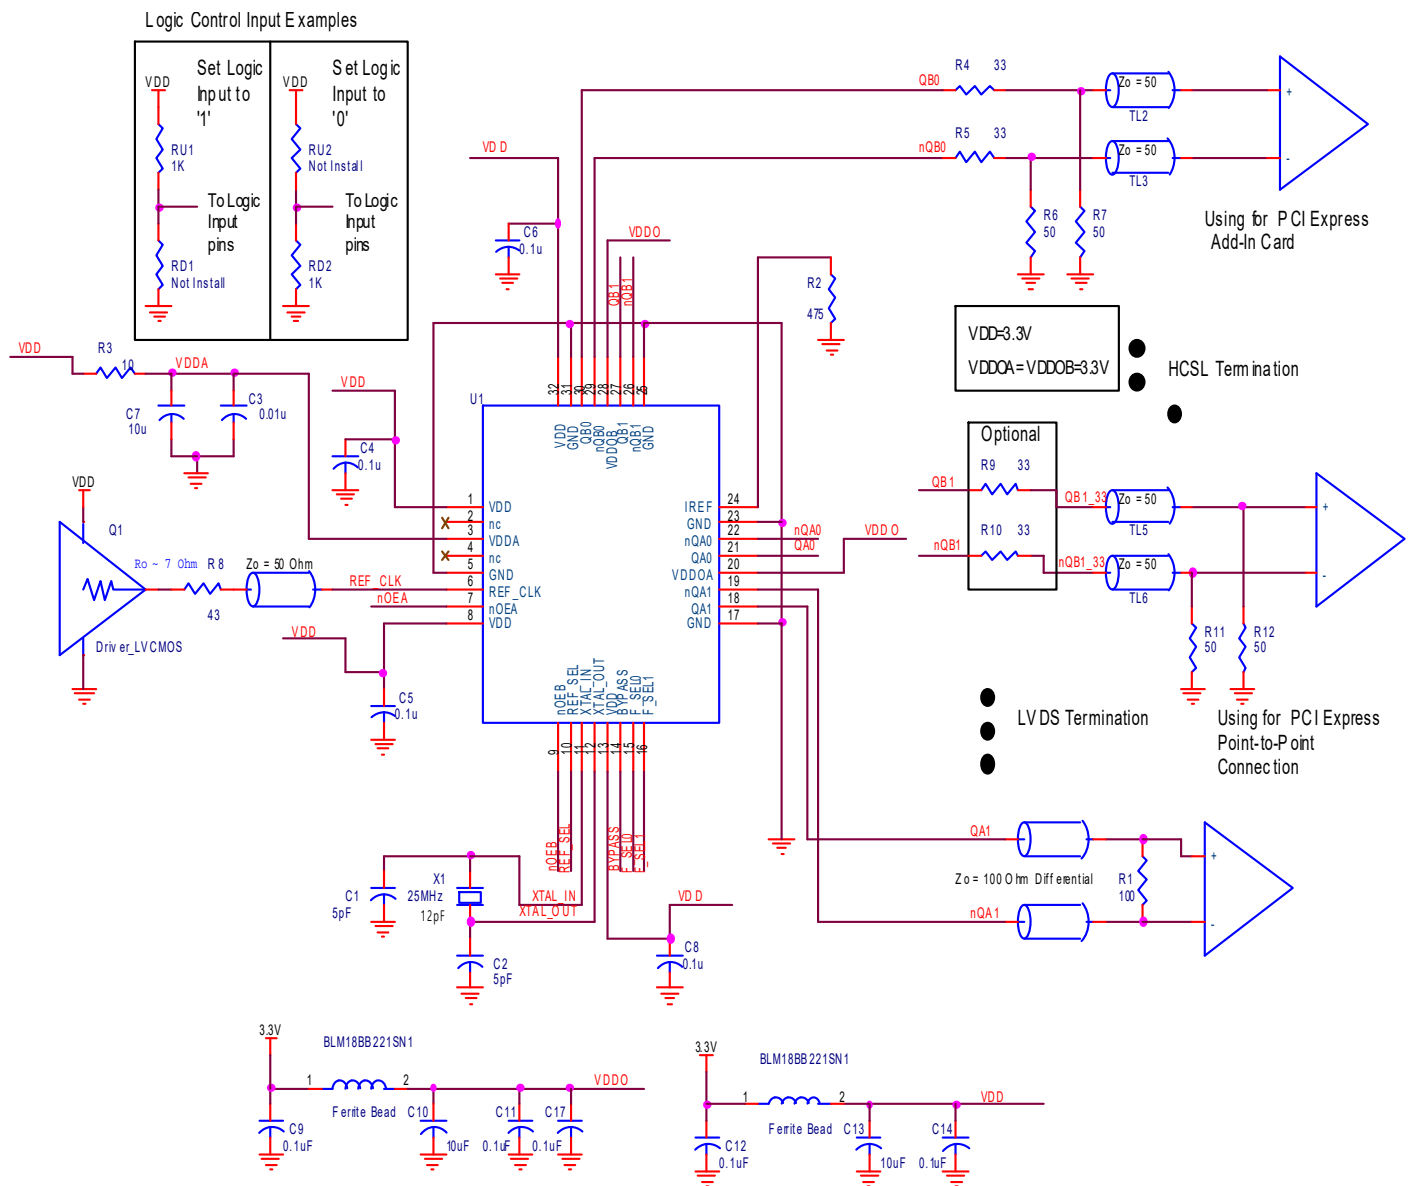 Logic Control Input Examples
Set Logic
Input to
'1'
VDD
RU1
1K
To Logic
Input
pins
RD1
Not Install
Set Logic
Input to
'0'
VDD
RU2
Not Install
To Logic
Input
pins
RD2
1K
QB0
R4 33
Zo = 50
TL2
+
nQB0
R5 33
Zo = 50
TL3
-
R6
50
R7
50
Using for PCI Express
Add-In Card
VDD
C6
0.1u
VDDO
QB1
nQB1
R2
475
VDD=3.3V
VDDOA = VDDOB=3.3V
HCSL Termination
VDD
R3
10
VDDA
C7
10u
C3
0.01u
VDD
C4
0.1u
U1
32
31
30
29
28
27
26
25
VDD
GND
QB0
nQB0
VDDOB
QB1
nQB1
GND
1 VDD
2 nc
3 VDDA
4 nc
5 GND
6 REF_CLK
7 nOEA
8 VDD
IREF 24
GND 23
nQA0 22
QA0 21
VDDOA 20
nQA1 19
QA1 18
GND 17
nQA0
QA0
VDDO
nOEB
REF_SEL
XTAL_IN
XTAL_OUT
VDD
BYPASS
F_SEL0
F_SEL1
9
10
11
12
13
14
15
16
VDD
Q1
Ro ~ 7 Ohm
R8
43
Zo = 50 Ohm
REF_CLK
nOEA
Driver_LVCMOS
VDD
C5
0.1u
Optional
QB1
R9 33
QB1_33
Zo = 50
TL5
+
nQB1
R10 33
nQB1_33
Zo = 50
TL6
-
R11
50
R12
50
LVDS Termination
Using for PCI Express
Point-to-Point
Connection
nOEB
REF_SEL
BYPASS
F_SEL0
F_SEL1
C1
5pF
X1
25MHz
12pF
XTAL_IN
XTAL_OUT
C2
5pF
VDD
C8
0.1u
QA1
Zo = 100 Ohm Differential
R1
100
nQA1
+
-
3.3V
BLM18BB221SN1
1 2
Ferrite Bead
VDDO
C9
0.1uF
C10
10uF
C11
0.1uF
C17
0.1uF
3.3V
BLM18BB221SN1
1 2
Ferrite Bead
VDD
C12
0.1uF
C13
10uF
C14
0.1uF